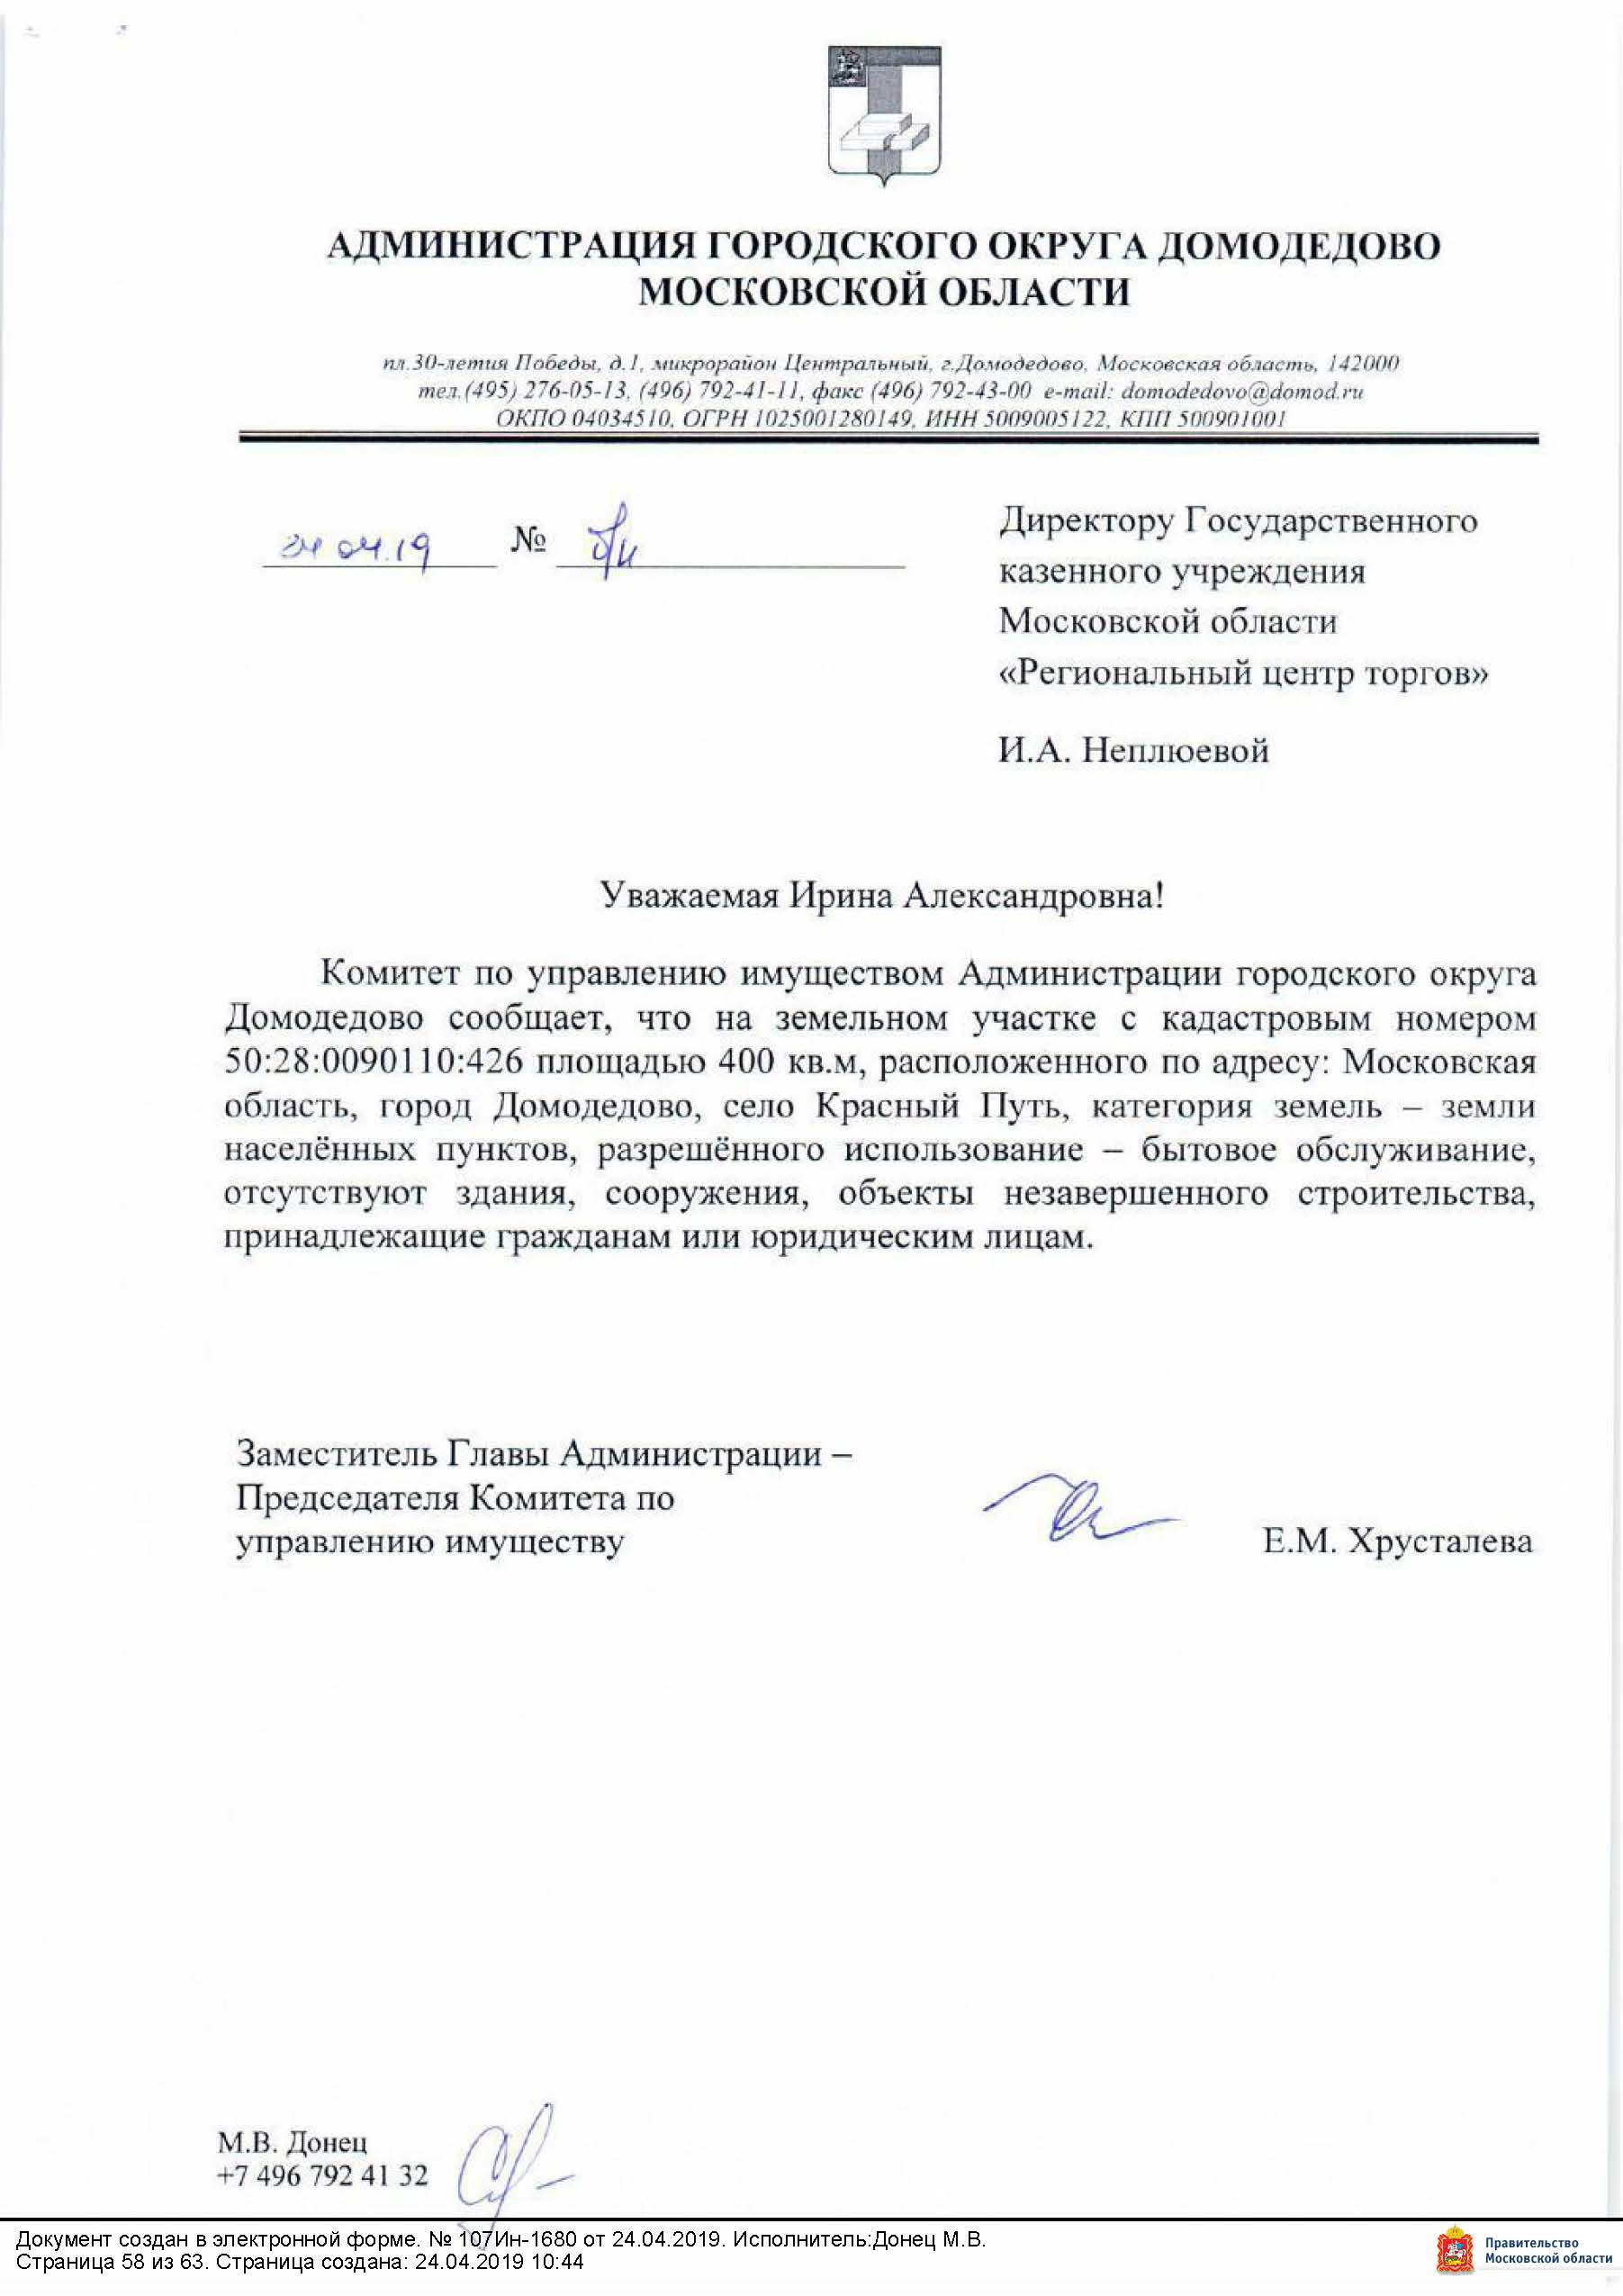 АДМИНИСТРАЦИЯ ГОРОДСКОГО ОКРУГА ДОМОДЕДОВО
МОСКОВСКОЙ ОБЛАСТИ
пл.30-летия Победы, д.1, микрорайон Центральный, г.Домодедово, Московская область, 142000
тел.(495) 276-05-13, (496) 792-41-11, факс (496) 792-43-00 e-mail: domodedovo@domod.ru
ОКПО 04034510, ОГРН 1025001280149, ИНН 5009005122, КПП 500901001
24 04.19 № б/н
Директору Государственного
казенного учреждения
Московской области
«Региональный центр торгов»
И.А. Неплюевой
Уважаемая Ирина Александровна!
Комитет по управлению имуществом Администрации городского округа
Домодедово сообщает, что на земельном участке с кадастровым номером
50:28:0090110:426 площадью 400 кв.м, расположенного по адресу: Московская
область, город Домодедово, село Красный Путь, категория земель – земли
населённых пунктов, разрешённого использование – бытовое обслуживание,
отсутствуют здания, сооружения, объекты незавершенного строительства,
принадлежащие гражданам или юридическим лицам.
Заместитель Главы Администрации –
Председателя Комитета по
управлению имуществу
Е.М. Хрусталева
М.В. Донец
+7 496 792 41 32
Документ создан в электронной форме. № 107Ин-1680 от 24.04.2019. Исполнитель:Донец М.В.
Страница 58 из 63. Страница создана: 24.04.2019 10:44
Правительство
Московской области